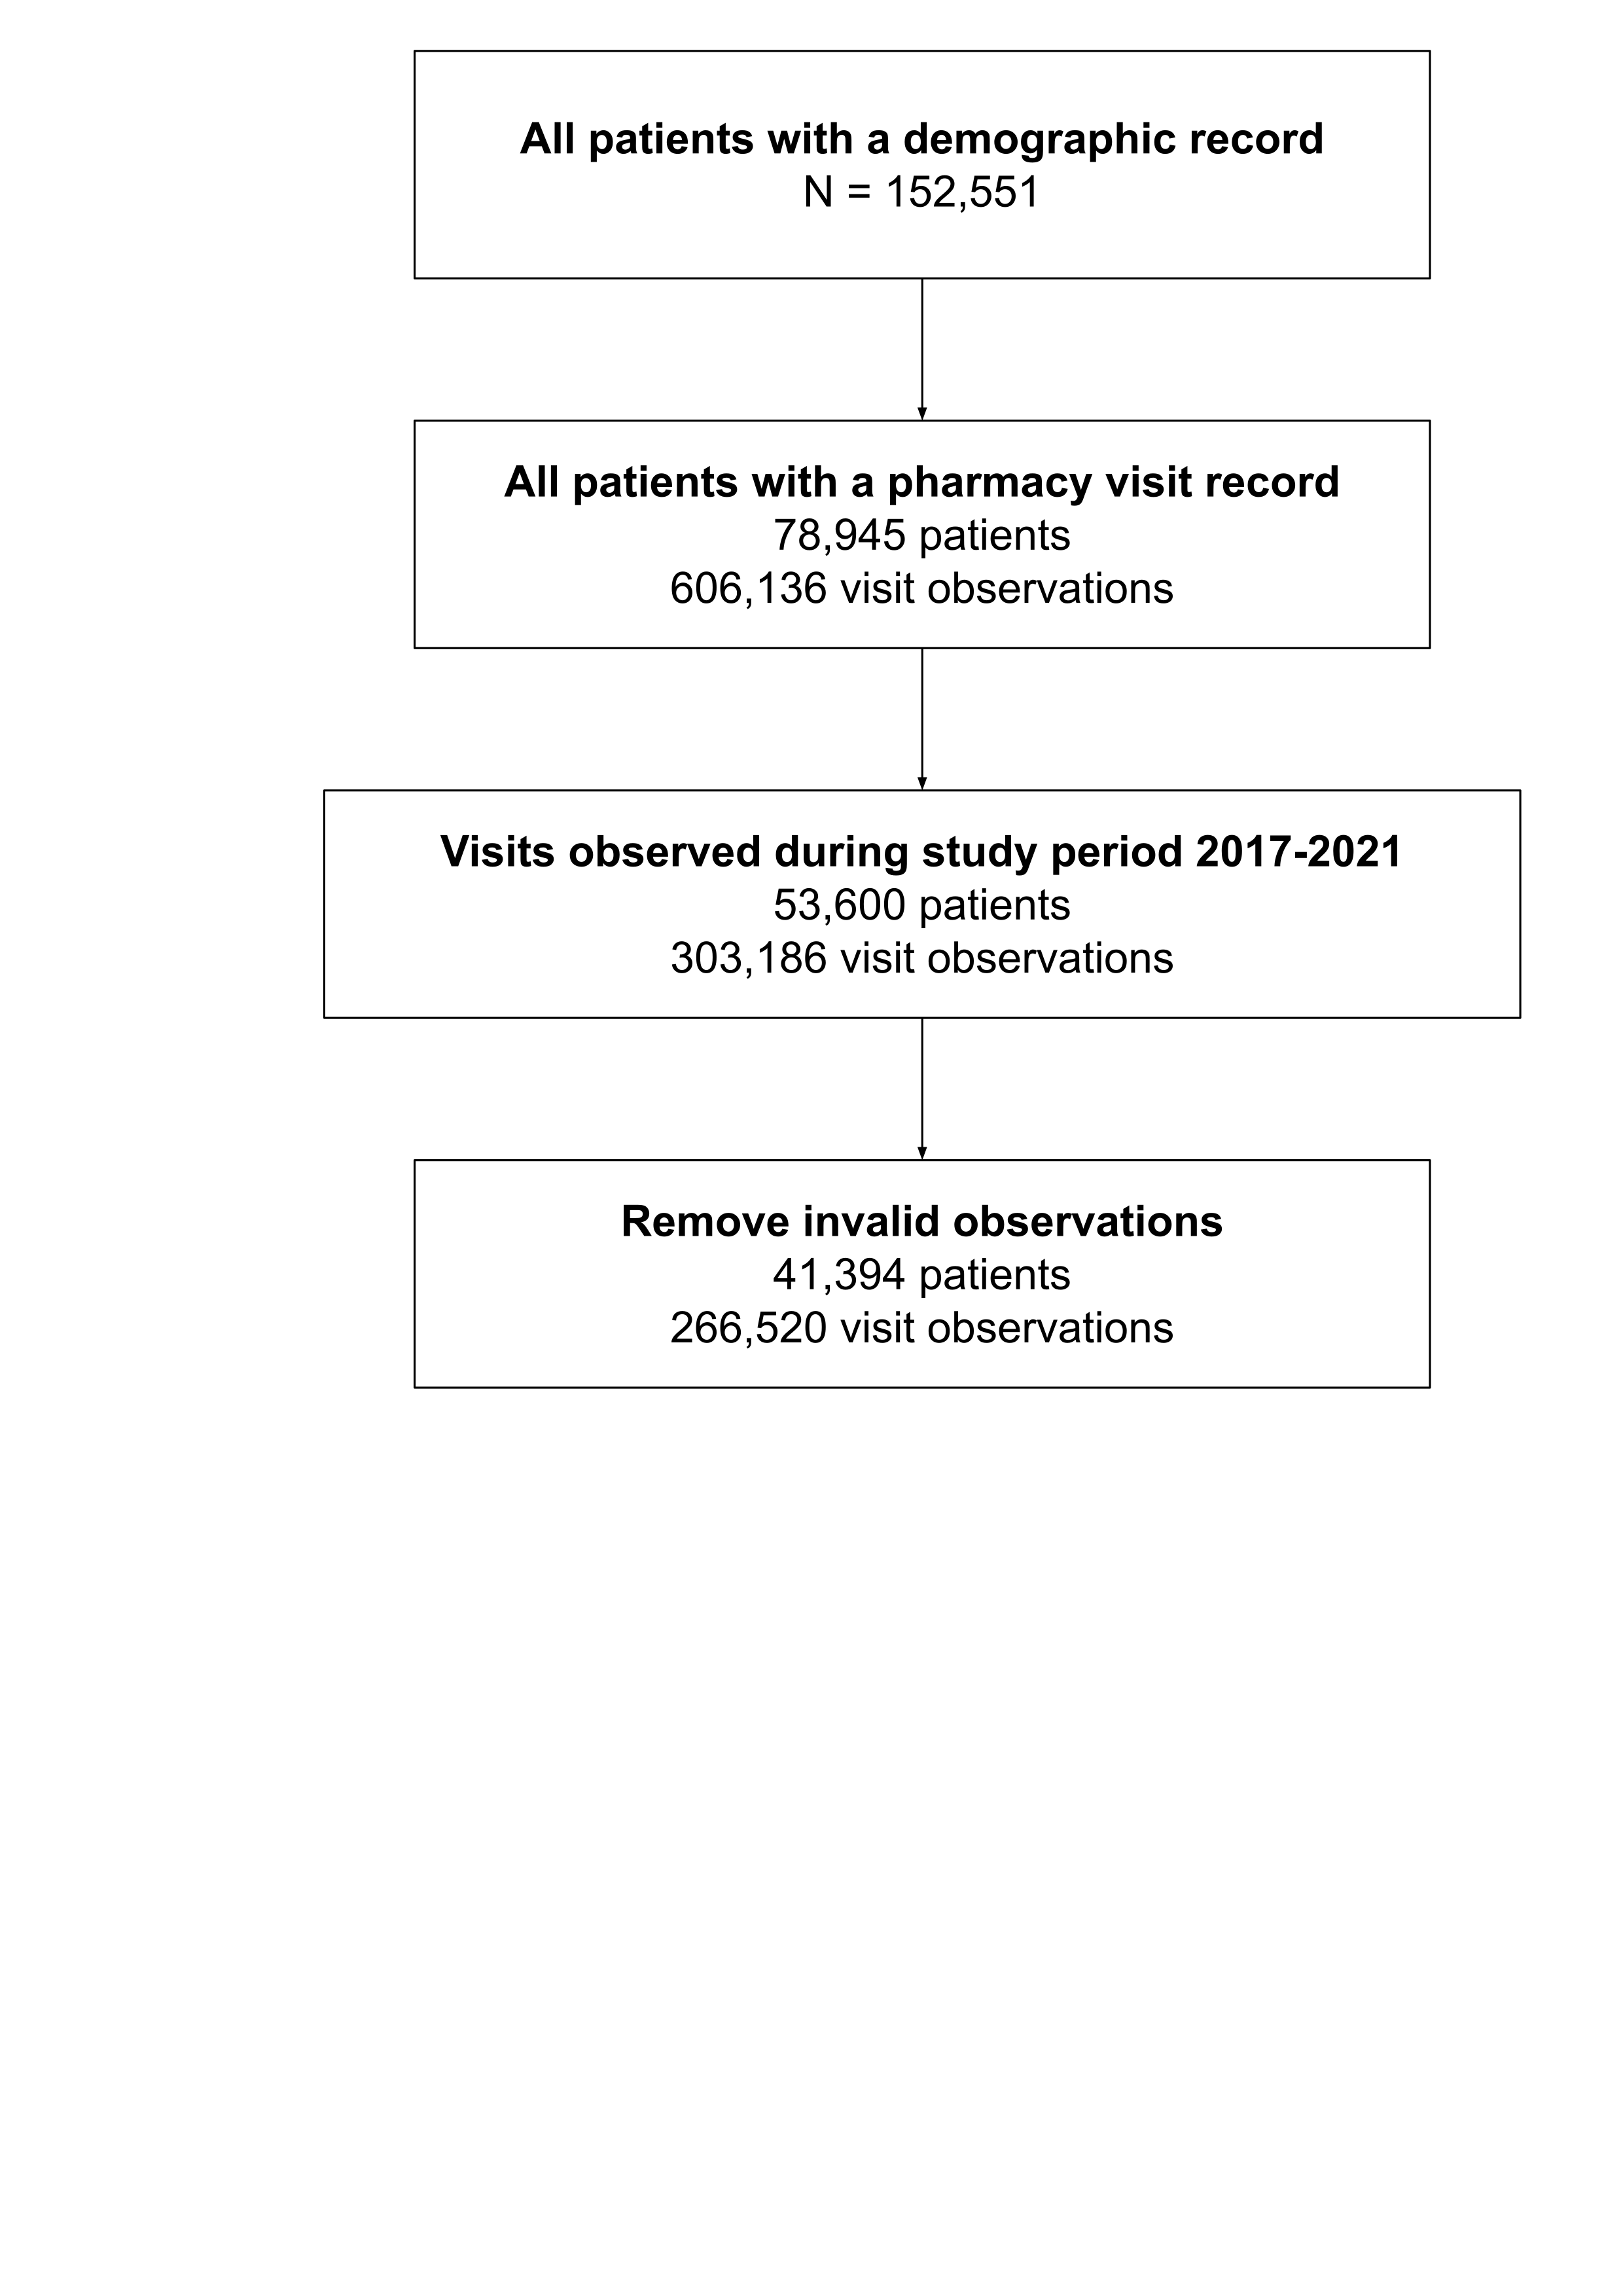 All patients with a demographic record
N = 152,551
All patients with a pharmacy visit record
78,945 patients
606,136 visit observations
Visits observed during study period 2017-2021
53,600 patients
303,186 visit observations
Remove invalid observations
41,394 patients
266,520 visit observations